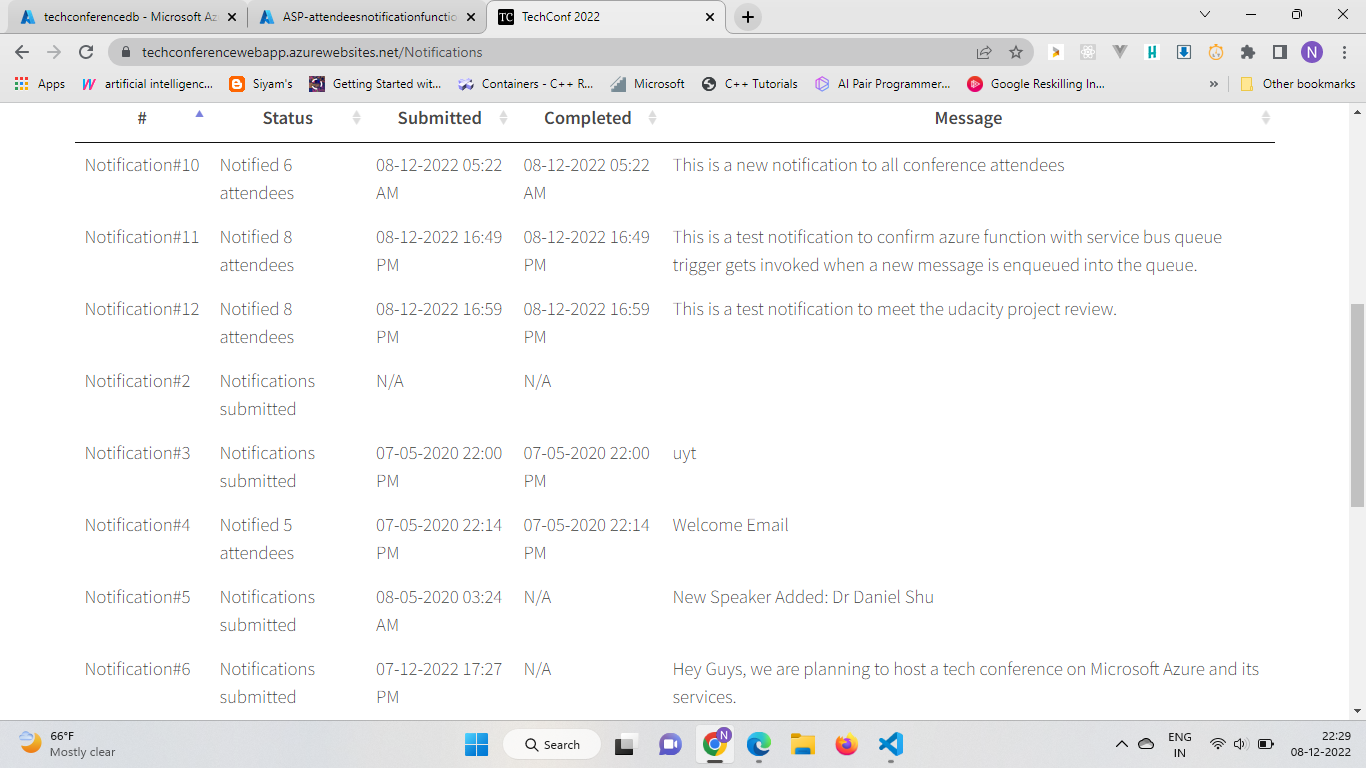 techconferencedb - Microsoft Az
ASP-attendeesnotificationfunctio
TechConf 2022
techconferencewebapp.azurewebsites.net/Notifications
N
Apps
artificial intelligenc...
Siyam's
Getting Started wit...
Containers - C++ R...
Microsoft
C++ Tutorials
AI Pair Programmer...
Google Reskilling In...
»
Other bookmarks
# Status Submitted Completed Message
Notification#10 Notified 6 08-12-2022 05:22 08-12-2022 05:22 This is a new notification to all conference attendees
attendees AM AM
Notification#11 Notified 8 08-12-2022 16:49 08-12-2022 16:49 This is a test notification to confirm azure function with service bus queue
attendees PM PM trigger gets invoked when a new message is enqueued into the queue.
Notification#12 Notified 8 08-12-2022 16:59 08-12-2022 16:59 This is a test notification to meet the udacity project review.
attendees PM PM
Notification#2 Notifications N/A N/A
submitted
Notification#3 Notifications 07-05-2020 22:00 07-05-2020 22:00 uyt
submitted PM PM
Notification#4 Notified 5 07-05-2020 22:14 07-05-2020 22:14 Welcome Email
attendees PM PM
Notification#5 Notifications 08-05-2020 03:24 N/A New Speaker Added: Dr Daniel Shu
submitted AM
Notification#6 Notifications 07-12-2022 17:27 N/A Hey Guys, we are planning to host a tech conference on Microsoft Azure and its
submitted PM services.
66°F
Mostly clear
Search
N
ENG
IN
22:29
08-12-2022